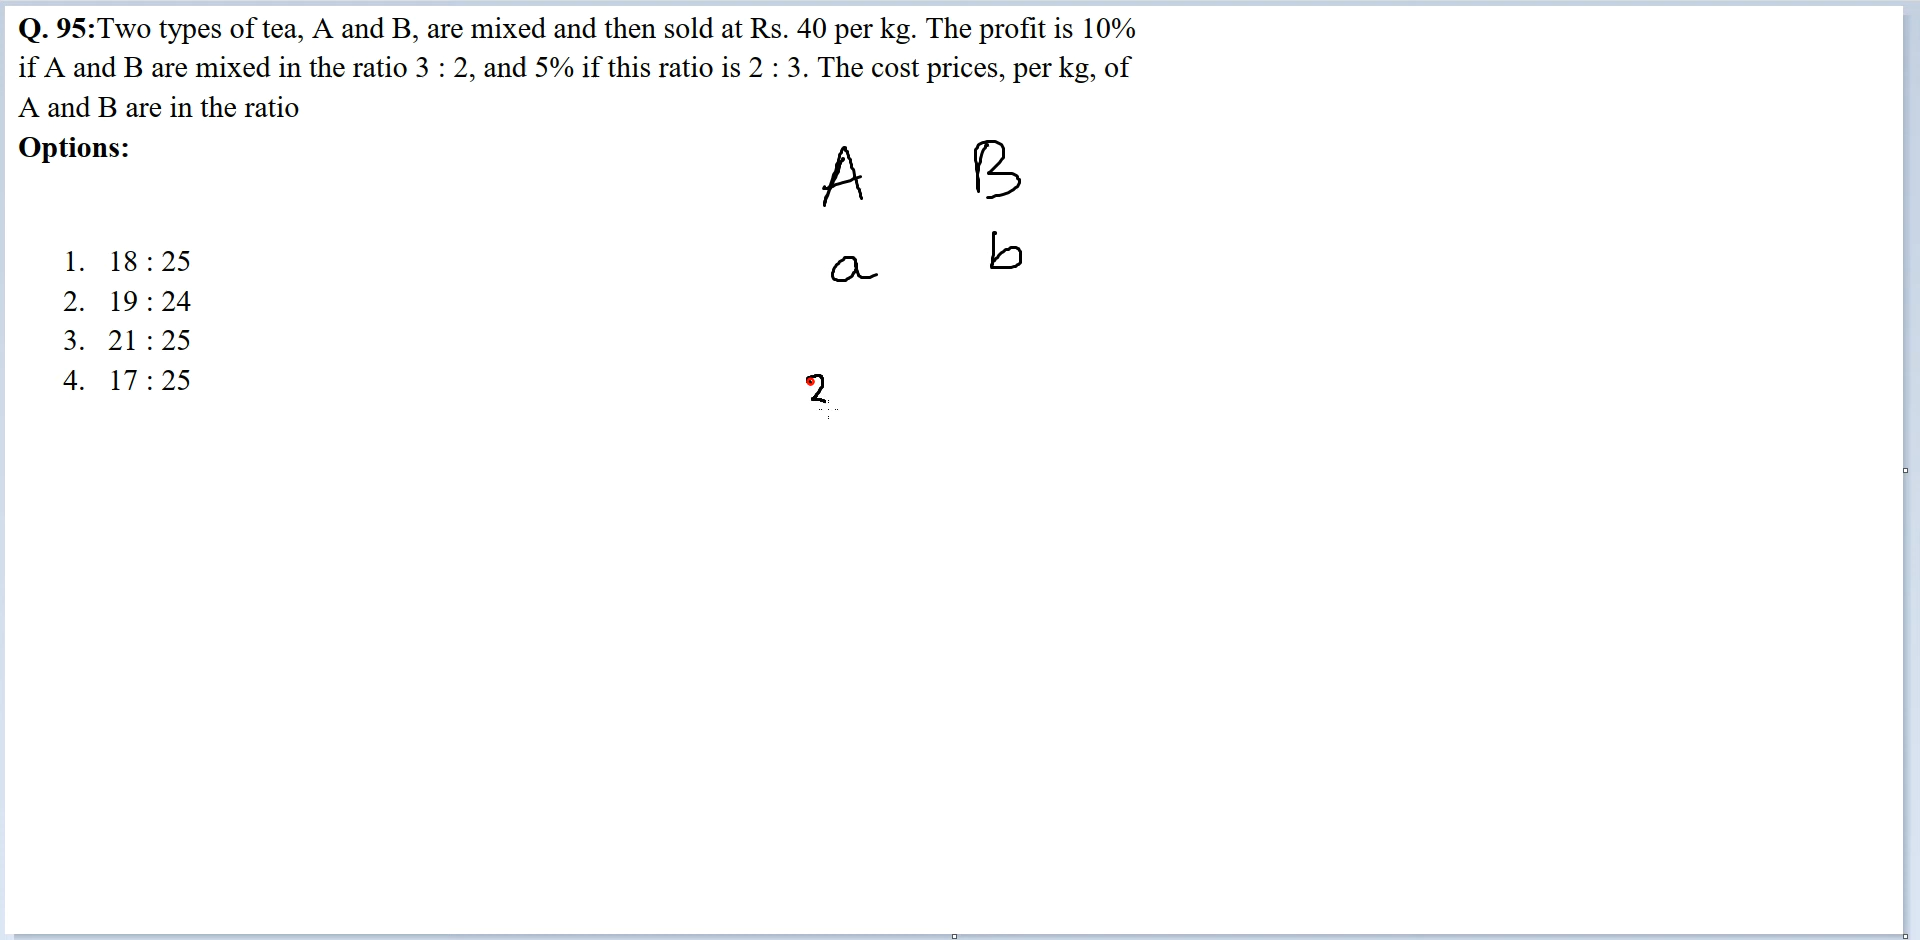 Q. 95:Two types of tea, A and B, are mixed and then sold at Rs. 40 per kg. The profit is 10%
if A and B are mixed in the ratio 3 : 2, and 5% if this ratio is 2 : 3. The cost prices, per kg, of
A and B are in the ratio
Options:
A B
a b
1. 18 : 25
2. 19 : 24
3. 21 : 25
4. 17 : 25
2